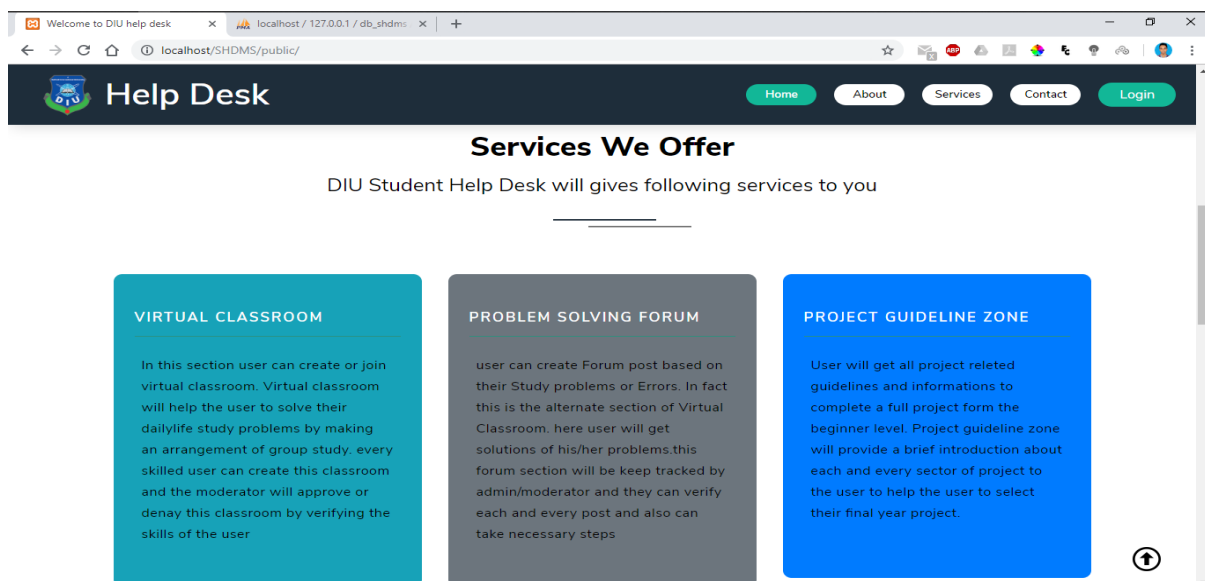 Welcome to DIU help desk
localhost / 127.0.0.1 / db_shdms
localhost/SHDMS/public/
DIU
Help Desk
Home
About
Services
Contact
Login
Services We Offer
DIU Student Help Desk will gives following services to you
VIRTUAL CLASSROOM
In this section user can create or join
virtual classroom. Virtual classroom
will help the user to solve their
dailylife study problems by making
an arrangement of group study. every
skilled user can create this classroom
and the moderator will approve or
denay this classroom by verifying the
skills of the user
PROBLEM SOLVING FORUM
user can create Forum post based on
their Study problems or Errors. In fact
this is the alternate section of Virtual
Classroom. here user will get
solutions of his/her problems.this
forum section will be keep tracked by
admin/moderator and they can verify
each and every post and also can
take necessary steps
PROJECT GUIDELINE ZONE
User will get all project releted
guidelines and informations to
complete a full project form the
beginner level. Project guideline zone
will provide a brief introduction about
each and every sector of project to
the user to help the user to select
their final year project.